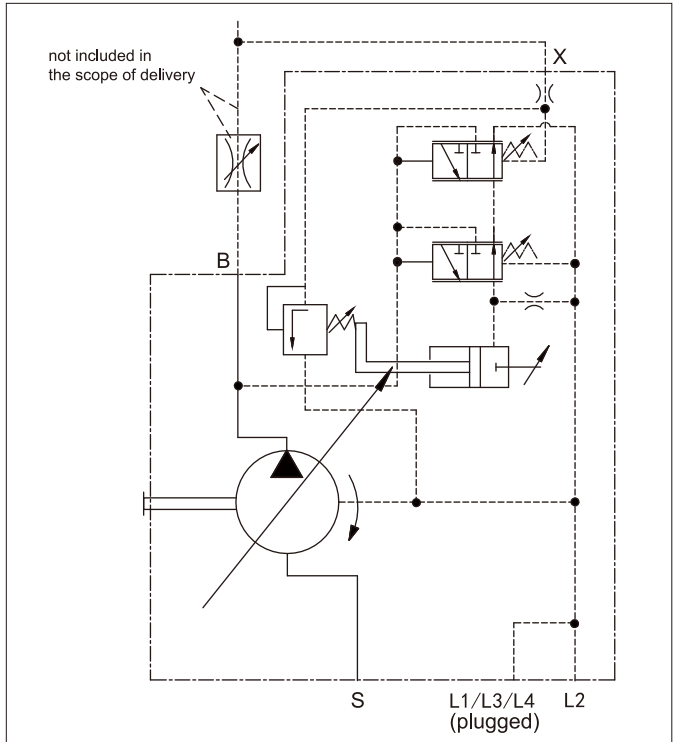 not included in
the scope of delivery
X
B
S
L1/L3/L4
(plugged)
L2